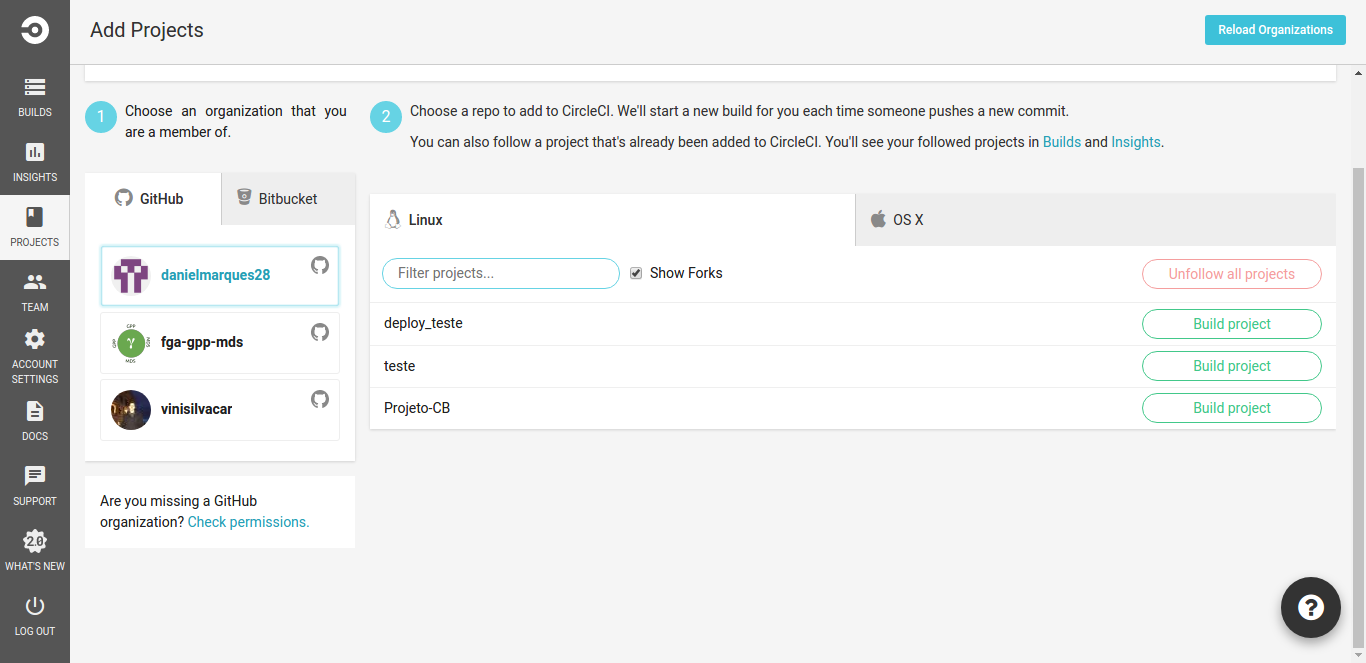 Add Projects
Reload Organizations
BUILDS
INSIGHTS
PROJECTS
TEAM
ACCOUNT
SETTINGS
DOCS
SUPPORT
2.0
WHAT'S NEW
LOG OUT
1
Choose an organization that you
are a member of.
2
Choose a repo to add to CircleCI. We'll start a new build for you each time someone pushes a new commit.
You can also follow a project that's already been added to CircleCI. You'll see your followed projects in Builds and Insights.
GitHub
Bitbucket
danielmarques28
GPP
MDS
fga-gpp-mds
vinisilvacar
Are you missing a GitHub
organization? Check permissions.
Linux
OS X
Filter projects...
Show Forks
Unfollow all projects
deploy_teste
Build project
teste
Build project
Projeto-CB
Build project
?